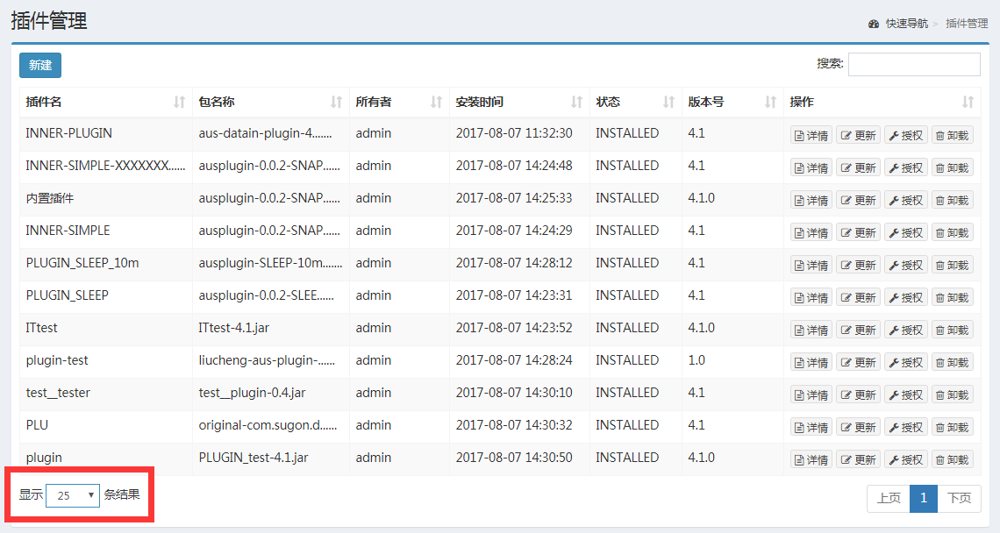 插件管理
快速导航 > 插件管理
新建
搜索:
插件名 包名称 所有者 安装时间 状态 版本号 操作
INNER-PLUGIN aus-datain-plugin-4....... admin 2017-08-07 11:32:30 INSTALLED 4.1 详情 更新 授权 卸载
INNER-SIMPLE-XXXXXXX...... ausplugin-0.0.2-SNAP...... admin 2017-08-07 14:24:48 INSTALLED 4.1 详情 更新 授权 卸载
内置插件 ausplugin-0.0.2-SNAP...... admin 2017-08-07 14:25:33 INSTALLED 4.1.0 详情 更新 授权 卸载
INNER-SIMPLE ausplugin-0.0.2-SNAP...... admin 2017-08-07 14:24:29 INSTALLED 4.1 详情 更新 授权 卸载
PLUGIN_SLEEP_10m ausplugin-SLEEP-10m....... admin 2017-08-07 14:28:12 INSTALLED 4.1 详情 更新 授权 卸载
PLUGIN_SLEEP ausplugin-0.0.2-SLEE...... admin 2017-08-07 14:23:31 INSTALLED 4.1 详情 更新 授权 卸载
ITtest ITtest-4.1.jar admin 2017-08-07 14:23:52 INSTALLED 4.1.0 详情 更新 授权 卸载
plugin-test liucheng-aus-plugin-...... admin 2017-08-07 14:28:24 INSTALLED 1.0 详情 更新 授权 卸载
test__tester test__plugin-0.4.jar admin 2017-08-07 14:30:10 INSTALLED 4.1 详情 更新 授权 卸载
PLU original-com.sugon.d...... admin 2017-08-07 14:30:32 INSTALLED 4.1 详情 更新 授权 卸载
plugin PLUGIN_test-4.1.jar admin 2017-08-07 14:30:50 INSTALLED 4.1.0 详情 更新 授权 卸载
显示 25 条结果
上页 1 下页